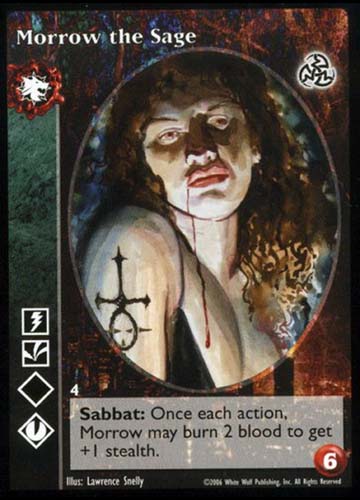 Morrow the Sage
4
Sabbat: Once each action,
Morrow may burn 2 blood to get
+1 stealth.
6
Illus: Lawrence Snelly
©2006 White Wolf Publishing, Inc. All Rights Reserved